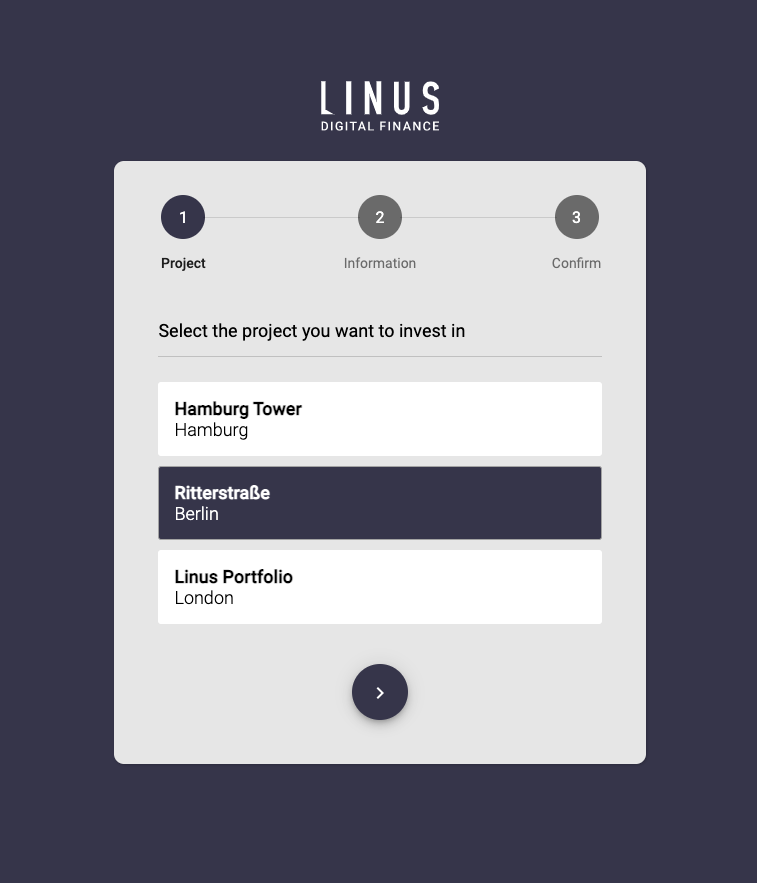 LINUS
DIGITAL FINANCE
1 2 3
Project Information Confirm
Select the project you want to invest in
Hamburg Tower
Hamburg
Ritterstraße
Berlin
Linus Portfolio
London